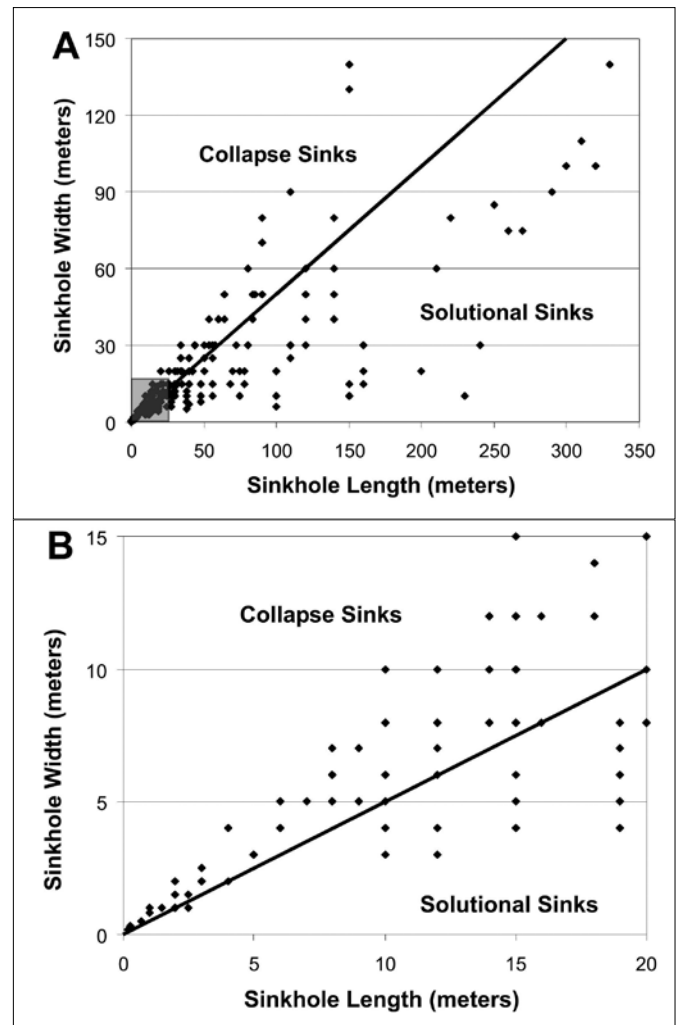 A
150
120
90
60
30
0
Sinkhole Width (meters)
Collapse Sinks
Solutional Sinks
0 50 100 150 200 250 300 350
Sinkhole Length (meters)
B
15
10
5
0
Sinkhole Width (meters)
Collapse Sinks
Solutional Sinks
0 5 10 15 20
Sinkhole Length (meters)